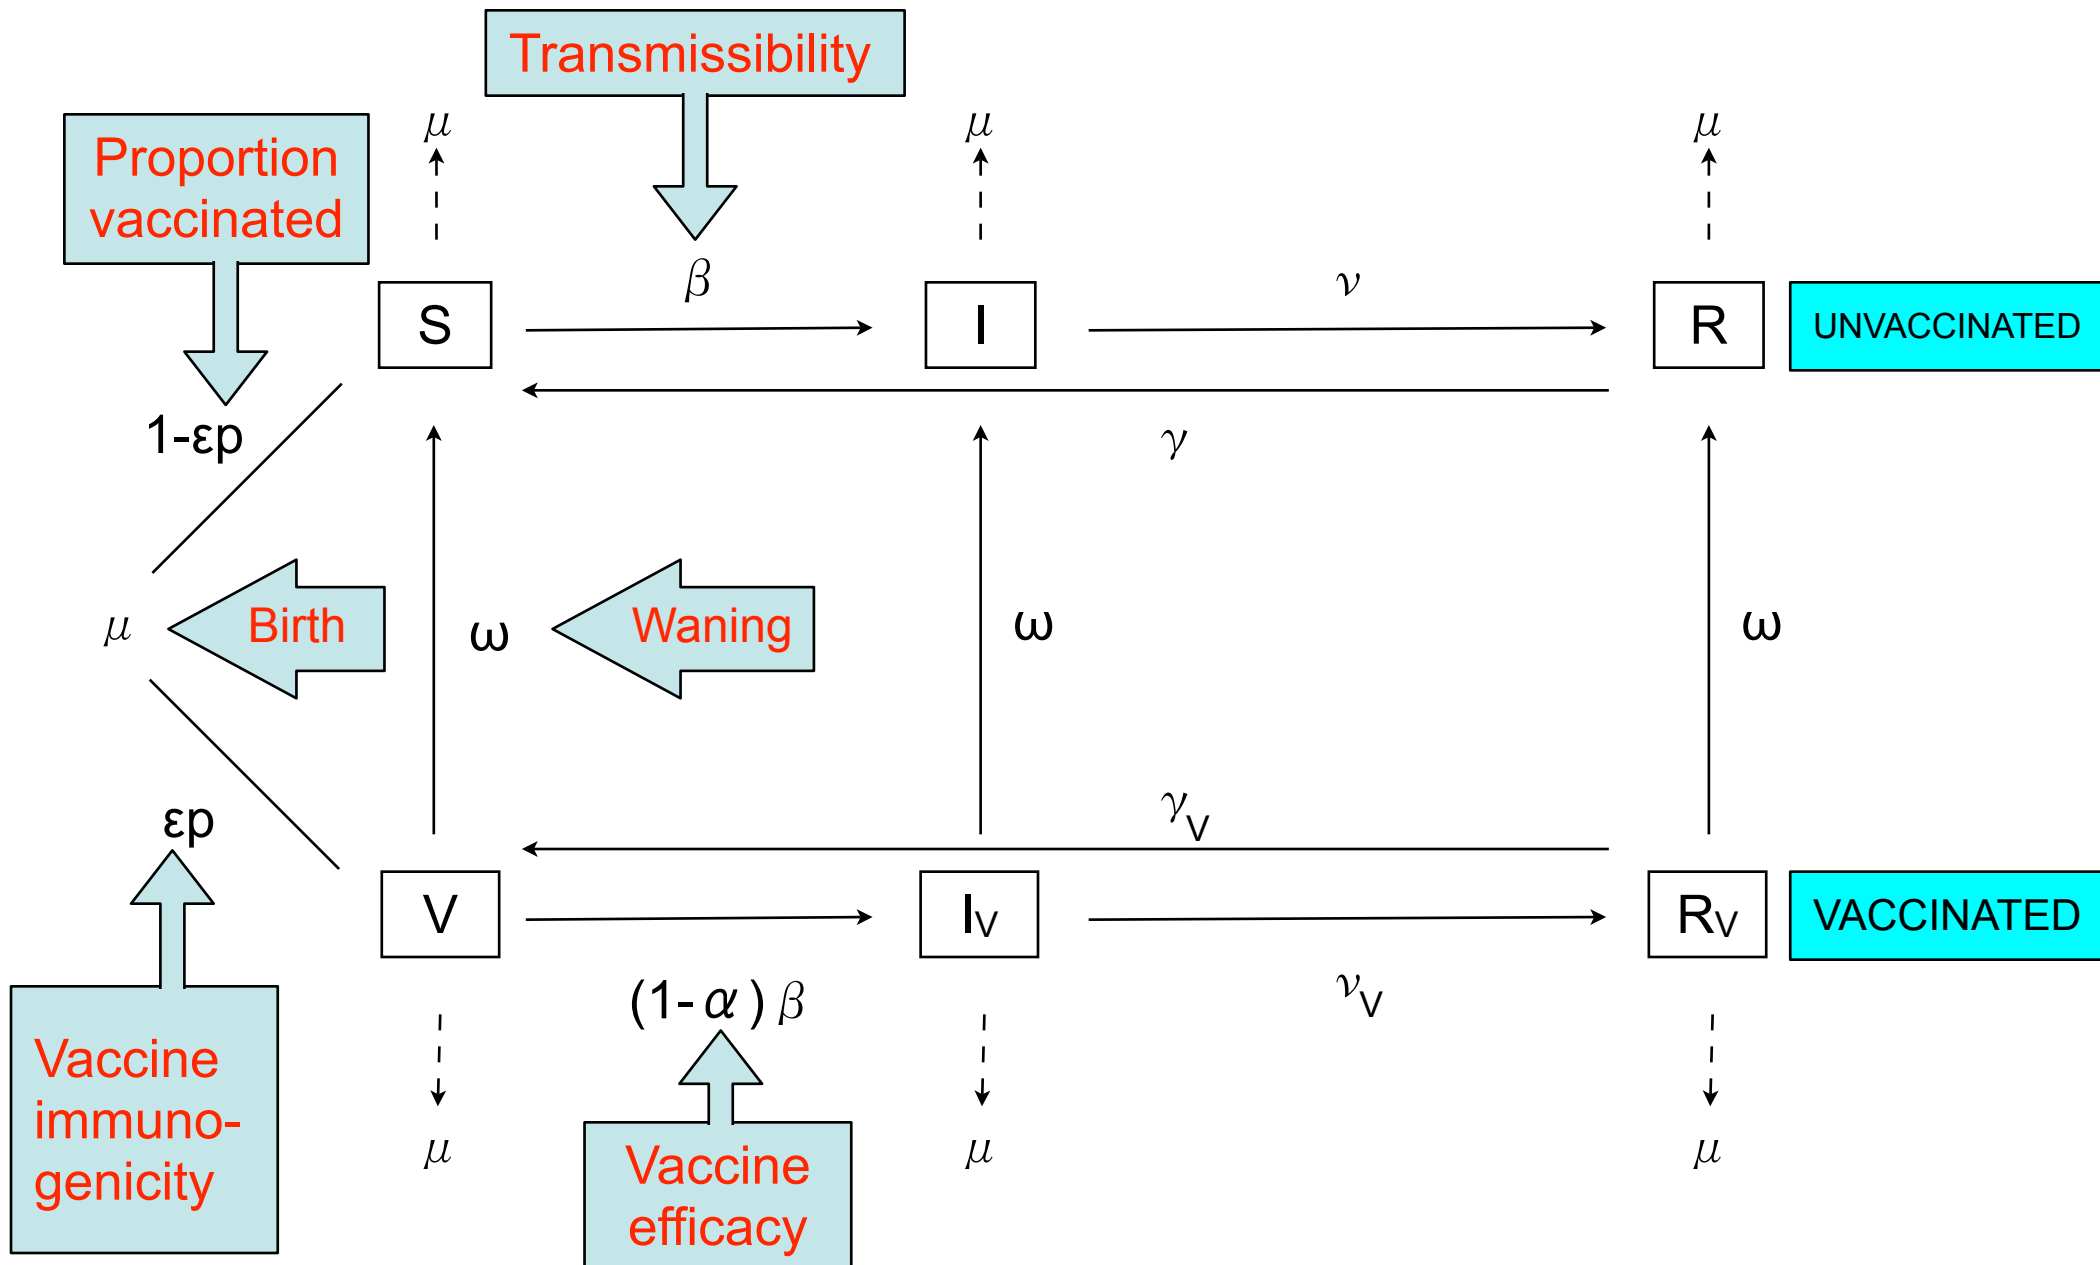 Transmissibility
μ
μ
μ
Proportion
vaccinated
β
ν
S
I
R
UNVACCINATED
1-εp
γ
μ
Birth
ω
Waning
ω
ω
εp
γV
V
IV
RV
VACCINATED
(1-α)β
νV
Vaccine
immuno-
genicity
μ
μ
μ
Vaccine
efficacy